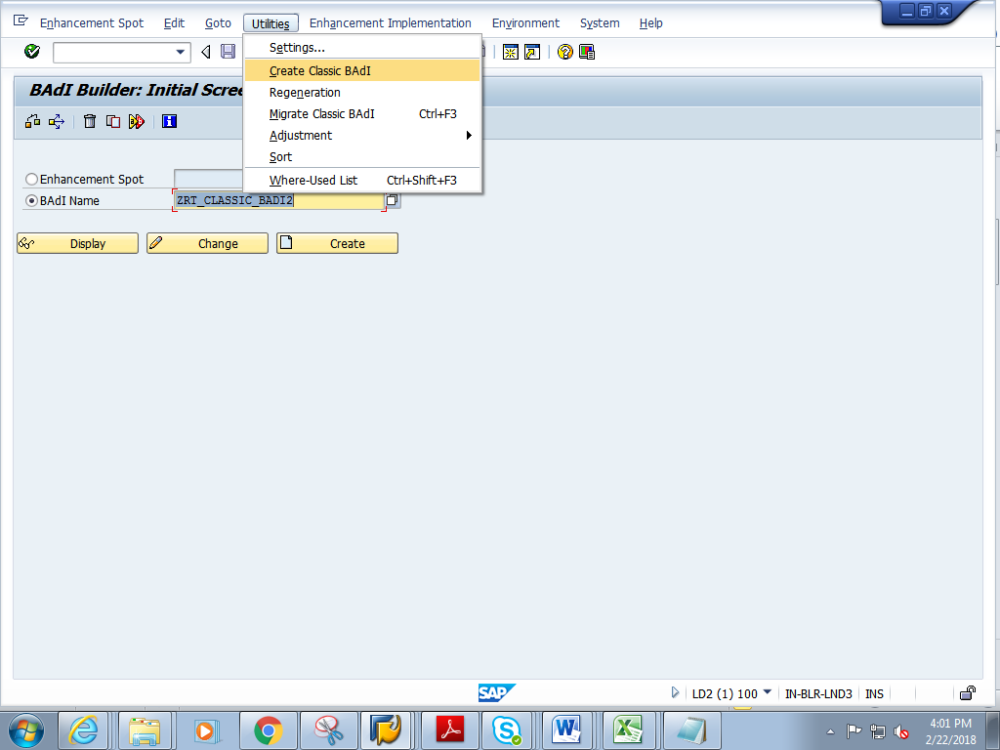 Enhancement Spot Edit Goto Utilities Enhancement Implementation Environment System Help
Settings...
BAdI Builder: Initial Scree
Create Classic BAdI
Regeneration
Migrate Classic BAdI Ctrl+F3
Adjustment
Sort
Where-Used List Ctrl+Shift+F3
Enhancement Spot
BAdI Name ZRT_CLASSIC_BADI2
Display Change Create
SAP
LD2 (1) 100 IN-BLR-LND3 INS
4:01 PM
2/22/2018